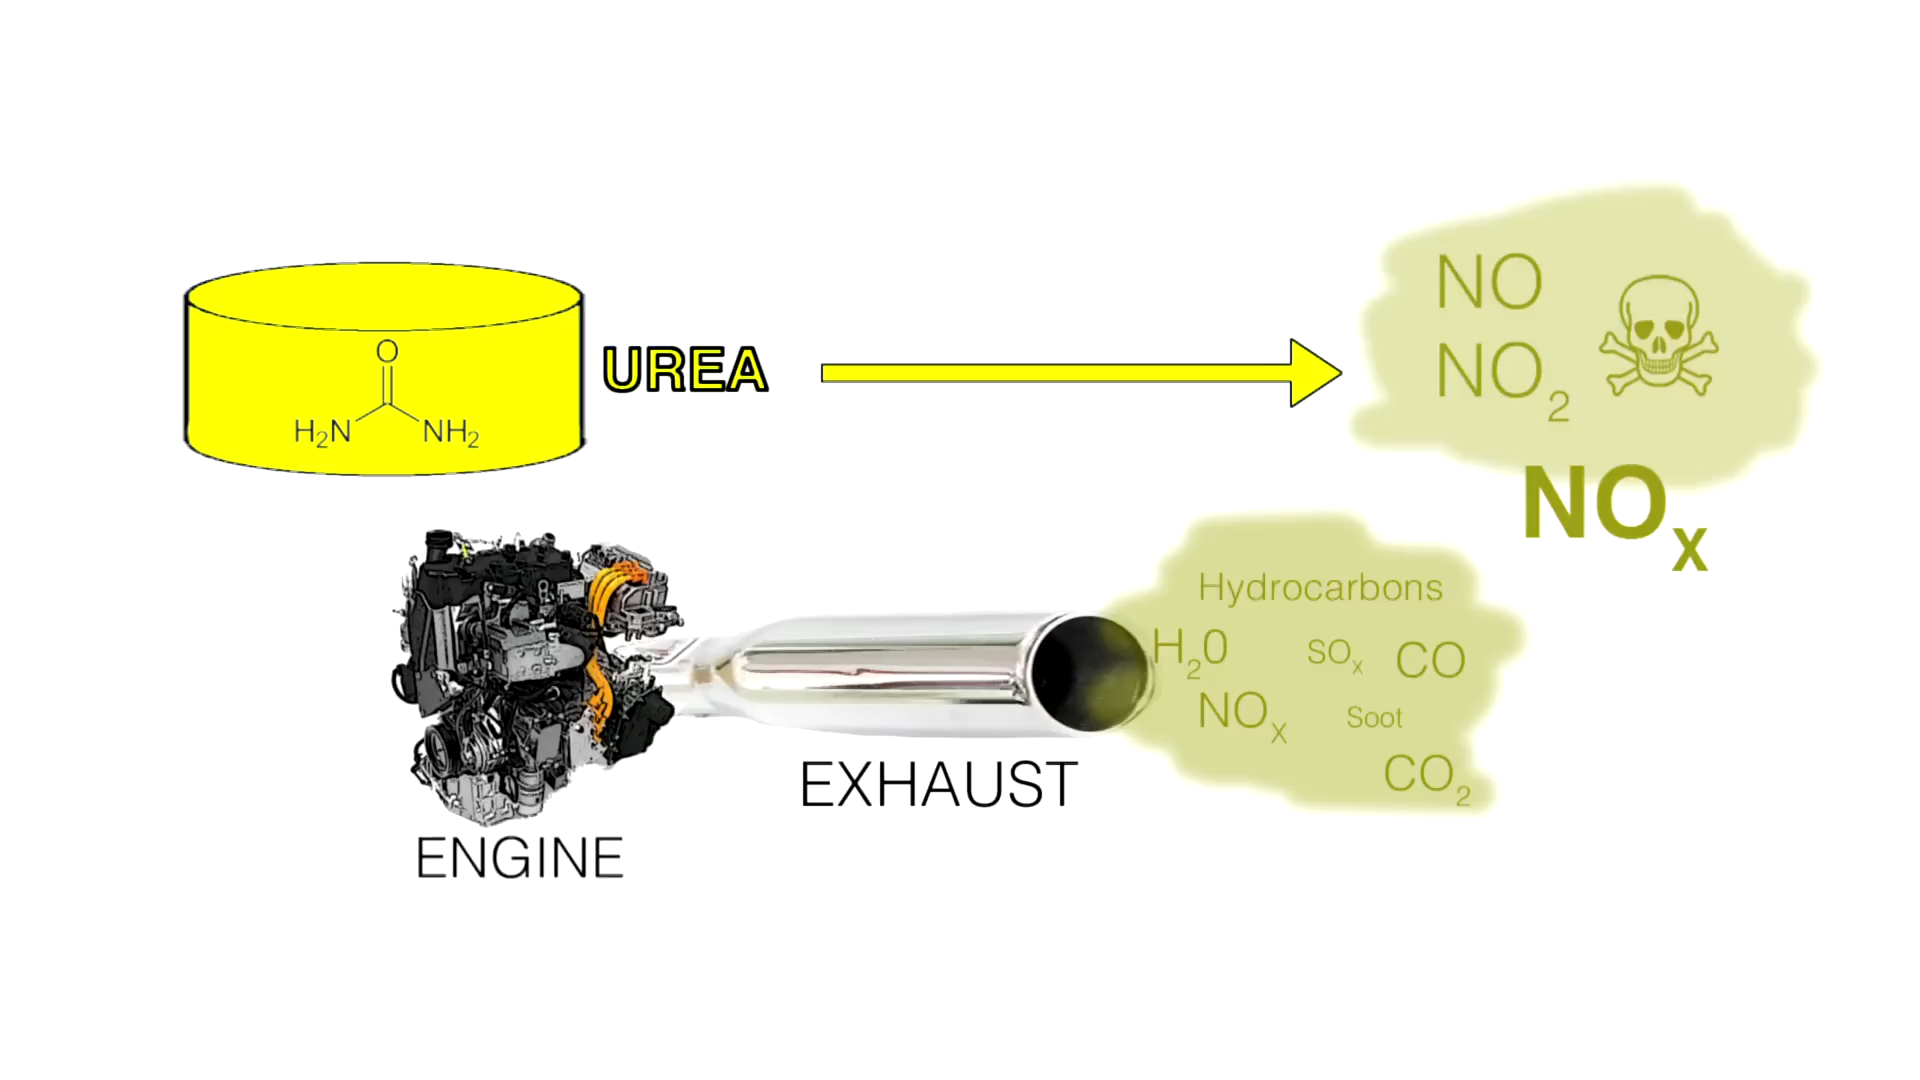 O
H₂N NH₂
UREA
NO
NO₂
NOₓ
Hydrocarbons
H₂0 SOₓ CO
NOₓ Soot
CO₂
EXHAUST
ENGINE